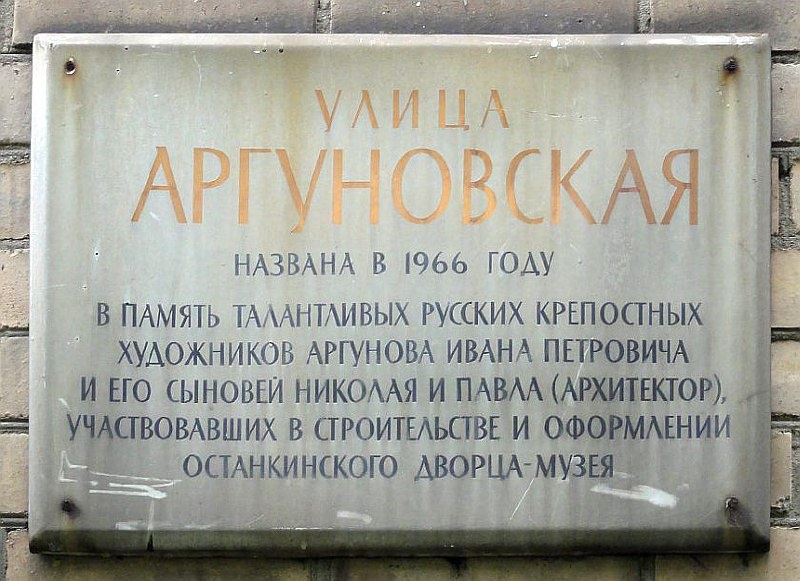 УЛИЦА
АРГУНОВСКАЯ
НАЗВАНА В 1966 ГОДУ
В ПАМЯТЬ ТАЛАНТЛИВЫХ РУССКИХ КРЕПОСТНЫХ
ХУДОЖНИКОВ АРГУНОВА ИВАНА ПЕТРОВИЧА
И ЕГО СЫНОВЕЙ НИКОЛАЯ И ПАВЛА (АРХИТЕКТОР),
УЧАСТВОВАВШИХ В СТРОИТЕЛЬСТВЕ И ОФОРМЛЕНИИ
ОСТАНКИНСКОГО ДВОРЦА-МУЗЕЯ